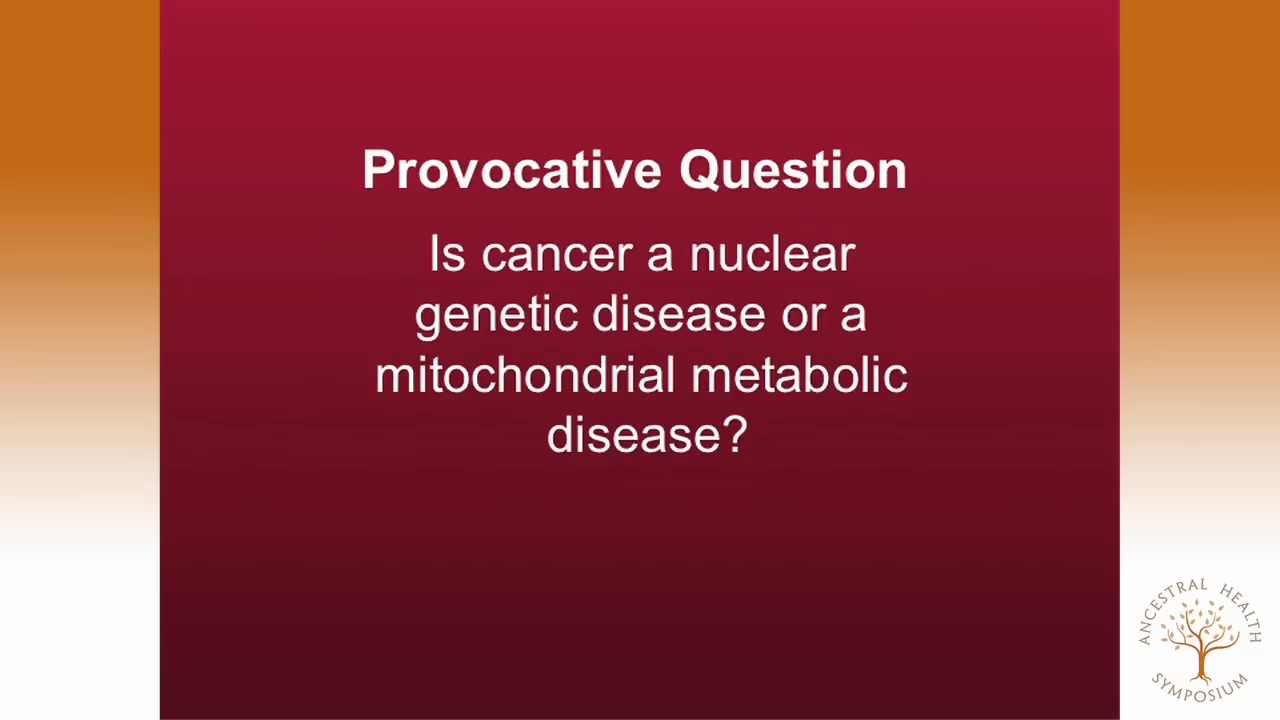 Provocative Question
Is cancer a nuclear
genetic disease or a
mitochondrial metabolic
disease?
ANCESTRAL HEALTH
SYMPOSIUM